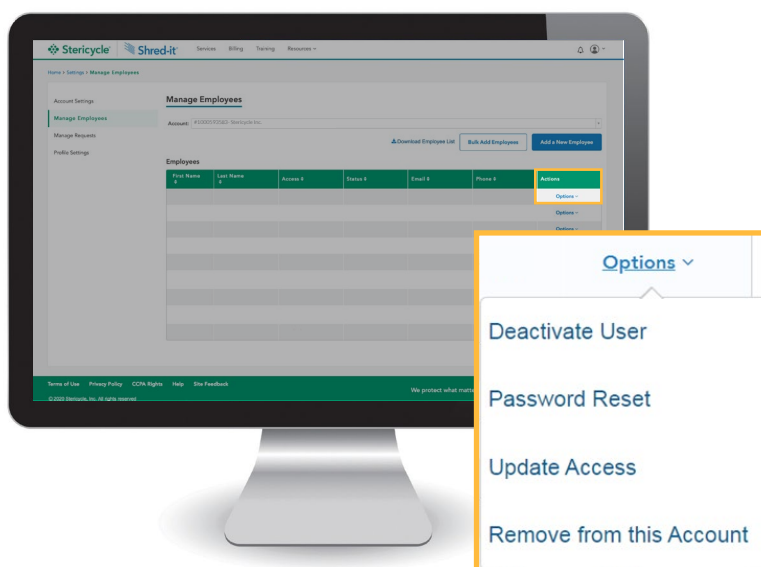 Stericycle® Shred-it® Services Billing Training Resources
Home > Settings > Manage Employees
Account Settings
Manage Employees
Manage Requests
Profile Settings
Manage Employees
Account: Stericycle Inc.
Download Employee List Bulk Add Employees Add a New Employee
Employees
First Name Last Name Access Status Email Phone Actions
Options
Options
Options
Terms of Use Privacy Policy CCPA Rights Help Site Feedback
We protect what
© 2020 Stericycle, Inc. All rights reserved
Options
Deactivate User
Password Reset
Update Access
Remove from this Account